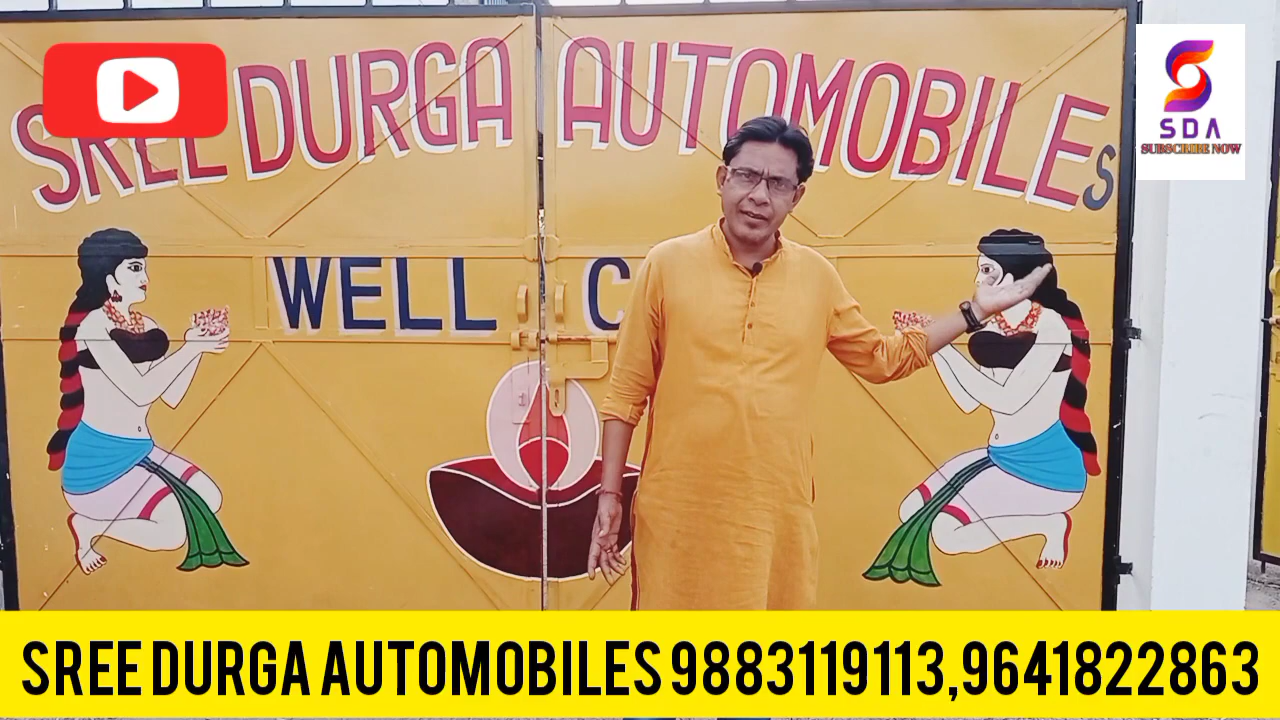 SREE DURGA AUTOMOBILES
SDA
SUBSCRIBE NOW
WELL C
SREE DURGA AUTOMOBILES 9883119113,9641822863